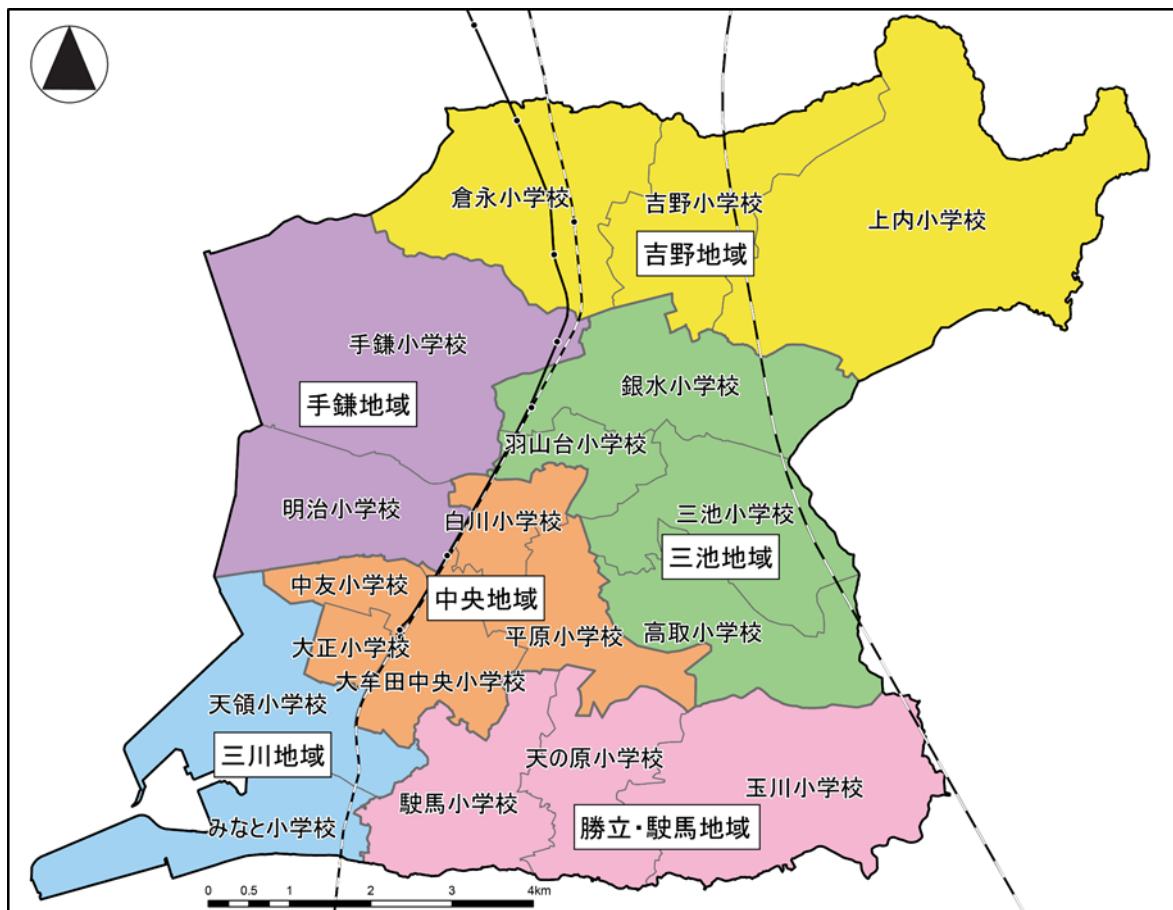 倉永小学校
吉野小学校
上内小学校
吉野地域
手鎌小学校
手鎌地域
銀水小学校
羽山台小学校
明治小学校
白川小学校
三池小学校
三池地域
中友小学校
中央地域
大正小学校
平原小学校
高取小学校
大牟田中央小学校
天領小学校
三川地域
天の原小学校
玉川小学校
駛馬小学校
みなと小学校
勝立・駛馬地域
0 0.5 1 2 3 4km